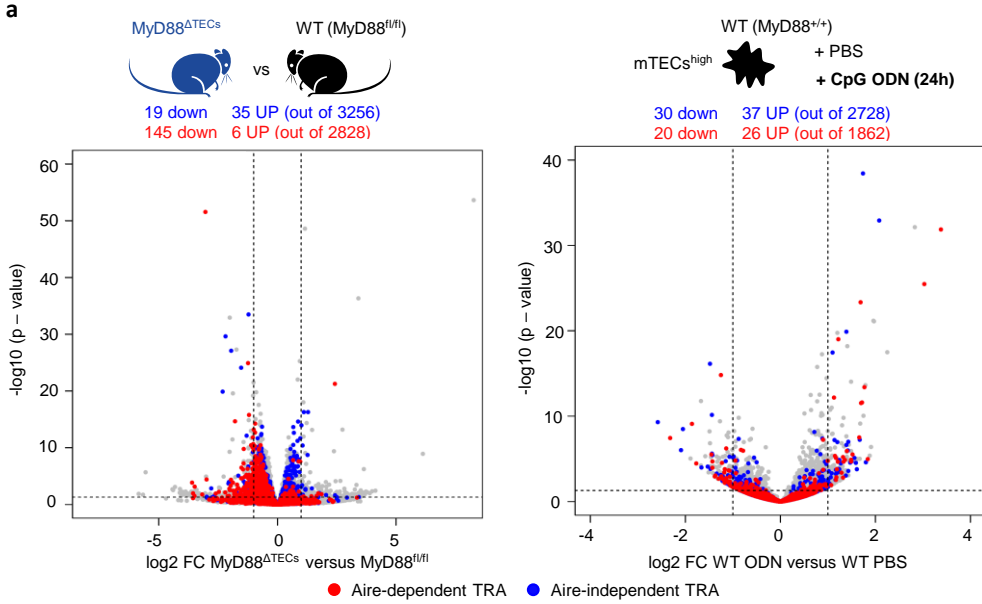 a
MyD88ΔTECs WT (MyD88fl/fl)
vs
19 down 35 UP (out of 3256)
145 down 6 UP (out of 2828)
60
50
40
30
20
10
0
-log10 (p – value)
-5 0 5
log2 FC MyD88ΔTECs versus MyD88fl/fl
WT (MyD88+/+)
mTECshigh
+ PBS
+ CpG ODN (24h)
30 down 37 UP (out of 2728)
20 down 26 UP (out of 1862)
40
30
20
10
0
-log10 (p – value)
-4 -2 0 2 4
log2 FC WT ODN versus WT PBS
Aire-dependent TRA Aire-independent TRA